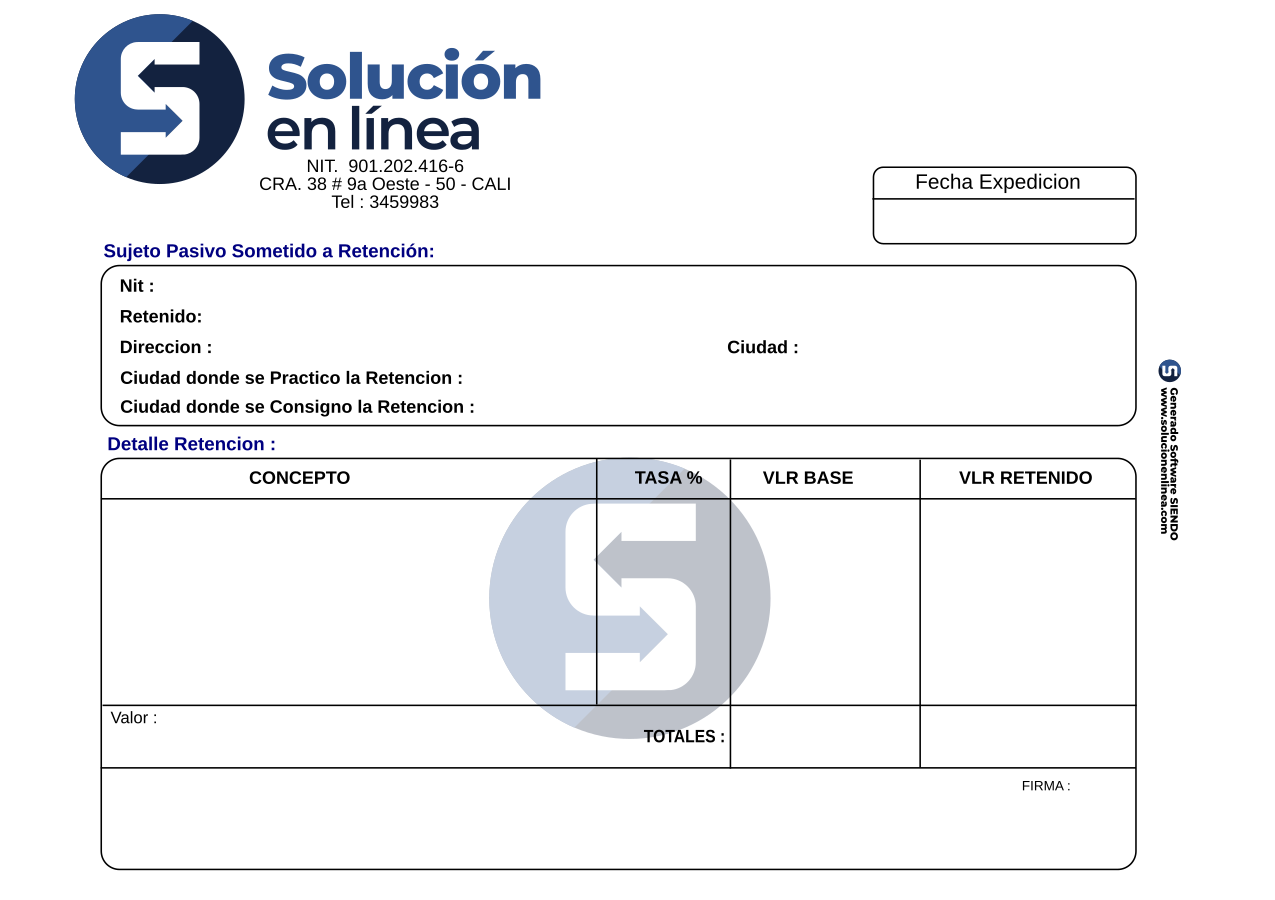 Solución
en línea
NIT.  901.202.416-6
CRA. 38 # 9a Oeste - 50 - CALI
Tel : 3459983
Fecha Expedicion
Sujeto Pasivo Sometido a Retención:
Nit :
Retenido:
Direccion :
Ciudad :
Ciudad donde se Practico la Retencion :
Ciudad donde se Consigno la Retencion :
Generado Software SIENDO
www.solucionenlinea.com
Detalle Retencion :
CONCEPTO TASA % VLR BASE VLR RETENIDO
Valor :
TOTALES :
FIRMA :